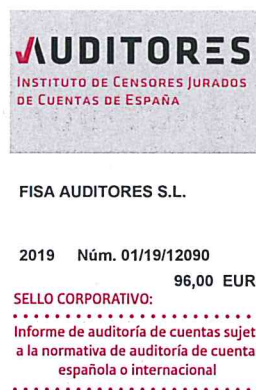 AUDITORES
INSTITUTO DE CENSORES JURADOS
DE CUENTAS DE ESPAÑA
FISA AUDITORES S.L.
2019 Núm. 01/19/12090
96,00 EUR
SELLO CORPORATIVO:
Informe de auditoría de cuentas sujet
a la normativa de auditoría de cuenta
española o internacional